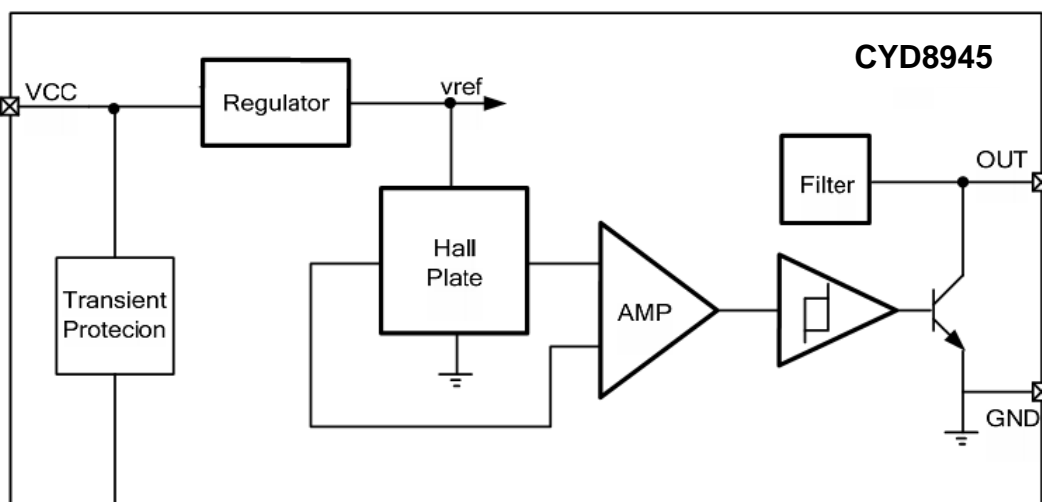 CYD8945
VCC
Regulator
vref
OUT
Filter
Hall
Plate
Transient
Protecion
AMP
GND